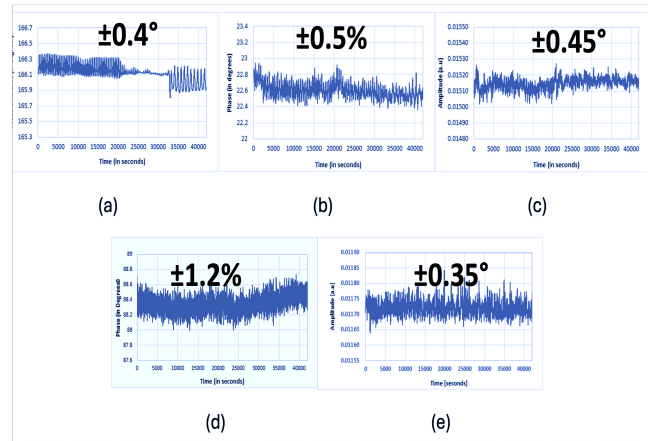 ±0.4°
166.7
166.5
166.3
166.1
165.9
165.7
165.5
165.3
0 5000 10000 15000 20000 25000 30000 35000 40000
Time (in seconds)
(a)
±0.5%
Phase (in degrees)
23.4
23.2
23
22.8
22.6
22.4
22.2
22
0 5000 10000 15000 20000 25000 30000 35000 40000
Time (in seconds)
(b)
±0.45°
Amplitude (a.u)
0.01550
0.01540
0.01530
0.01520
0.01510
0.01500
0.01490
0.01480
0 5000 10000 15000 20000 25000 30000 35000 40000
Time (in seconds)
(c)
±1.2%
Phase (in Degrees0
89
88.8
88.6
88.4
88.2
88
87.8
87.6
0 5000 10000 15000 20000 25000 30000 35000 40000
Time (in seconds)
(d)
±0.35°
Amplitude (a.u)
0.01190
0.01185
0.01180
0.01175
0.01170
0.01165
0.01160
0.01155
0 5000 10000 15000 20000 25000 30000 35000 40000
Time [seconds)
(e)